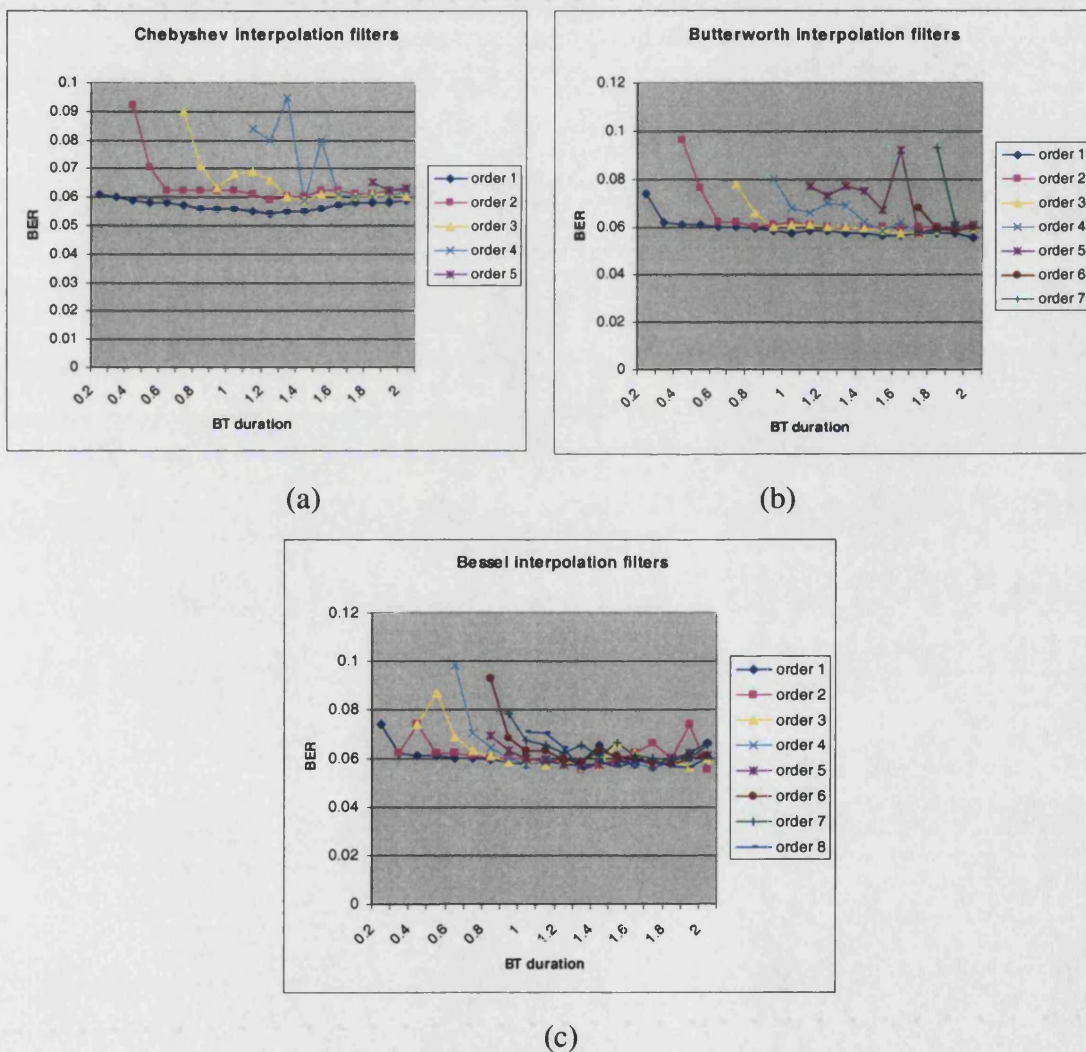 Chebyshev interpolation filters
0.1
0.09
0.08
0.07
0.06
0.05
0.04
0.03
0.02
0.01
0
BER
0.2
0.4
0.6
0.8
1
1.2
1.4
1.6
1.8
2
BT duration
order 1
order 2
order 3
order 4
order 5
(a)
Butterworth interpolation filters
0.12
0.1
0.08
0.06
0.04
0.02
0
BER
0.2
0.4
0.6
0.8
1
1.2
1.4
1.6
1.8
2
BT duration
order 1
order 2
order 3
order 4
order 5
order 6
order 7
(b)
Bessel interpolation filters
0.12
0.1
0.08
0.06
0.04
0.02
0
BER
0.2
0.4
0.6
0.8
1
1.2
1.4
1.6
1.8
2
BT duration
order 1
order 2
order 3
order 4
order 5
order 6
order 7
order 8
(c)